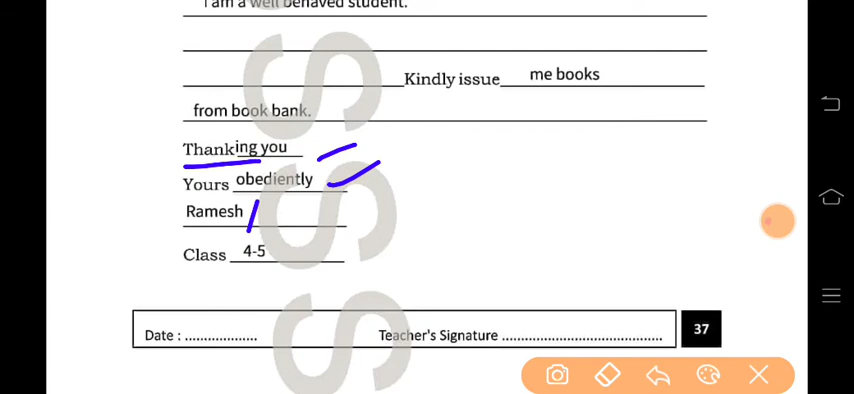 I am a well behaved student.
Kindly issue me books
from book bank.
Thanking you
Yours obediently
Ramesh
Class 4-5
Date : .................. Teacher's Signature .......................................... 37
SSS